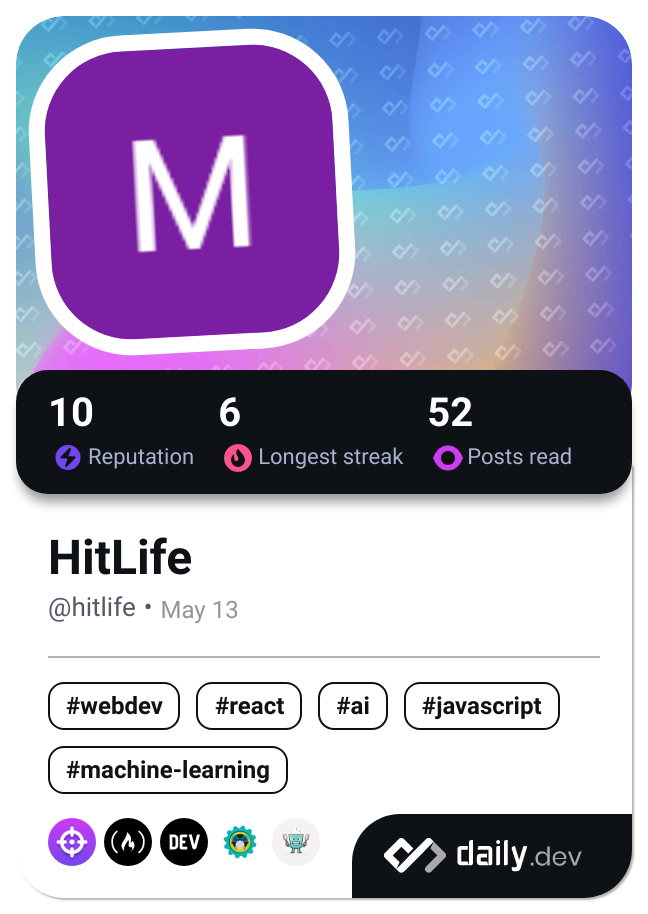 M
10 6 52
Reputation Longest streak Posts read
HitLife
@hitlife • May 13
#webdev #react #ai #javascript
#machine-learning
DEV daily.dev